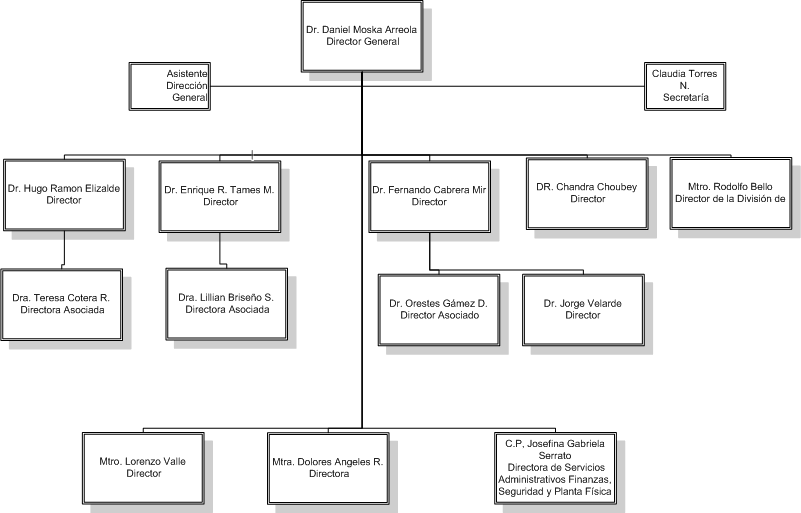 Dr. Daniel Moska Arreola
Director General
Asistente
Dirección
General
Claudia Torres
N.
Secretaría
Dr. Hugo Ramon Elizalde
Director
Dr. Enrique R. Tames M.
Director
Dr. Fernando Cabrera Mir
Director
DR. Chandra Choubey
Director
Mtro. Rodolfo Bello
Director de la División de
Dra. Teresa Cotera R.
Directora Asociada
Dra. Lillian Briseño S.
Directora Asociada
Dr. Orestes Gámez D.
Director Asociado
Dr. Jorge Velarde
Director
Mtro. Lorenzo Valle
Director
Mtra. Dolores Angeles R.
Directora
C.P, Josefina Gabriela
Serrato
Directora de Servicios
Administrativos Finanzas,
Seguridad y Planta Física